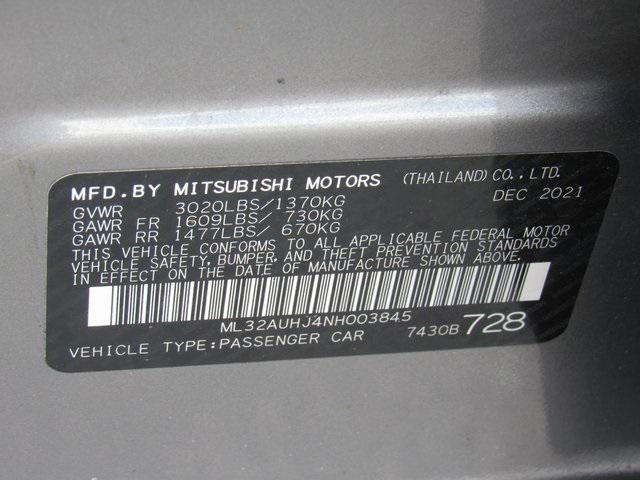 MFD.BY MITSUBISHI MOTORS (THAILAND) CO.,LTD.
GVWR 3020LBS/1370KG DEC 2021
GAWR FR 1609LBS/ 730KG
GAWR RR 1477LBS/ 670KG
THIS VEHICLE CONFORMS TO ALL APPLICABLE FEDERAL MOTOR
VEHICLE SAFETY, BUMPER, AND THEFT PREVENTION STANDARDS
IN EFFECT ON THE DATE OF MANUFACTURE SHOWN ABOVE.
ML32AUHJ4NH003845
VEHICLE TYPE:PASSENGER CAR 7430B 728